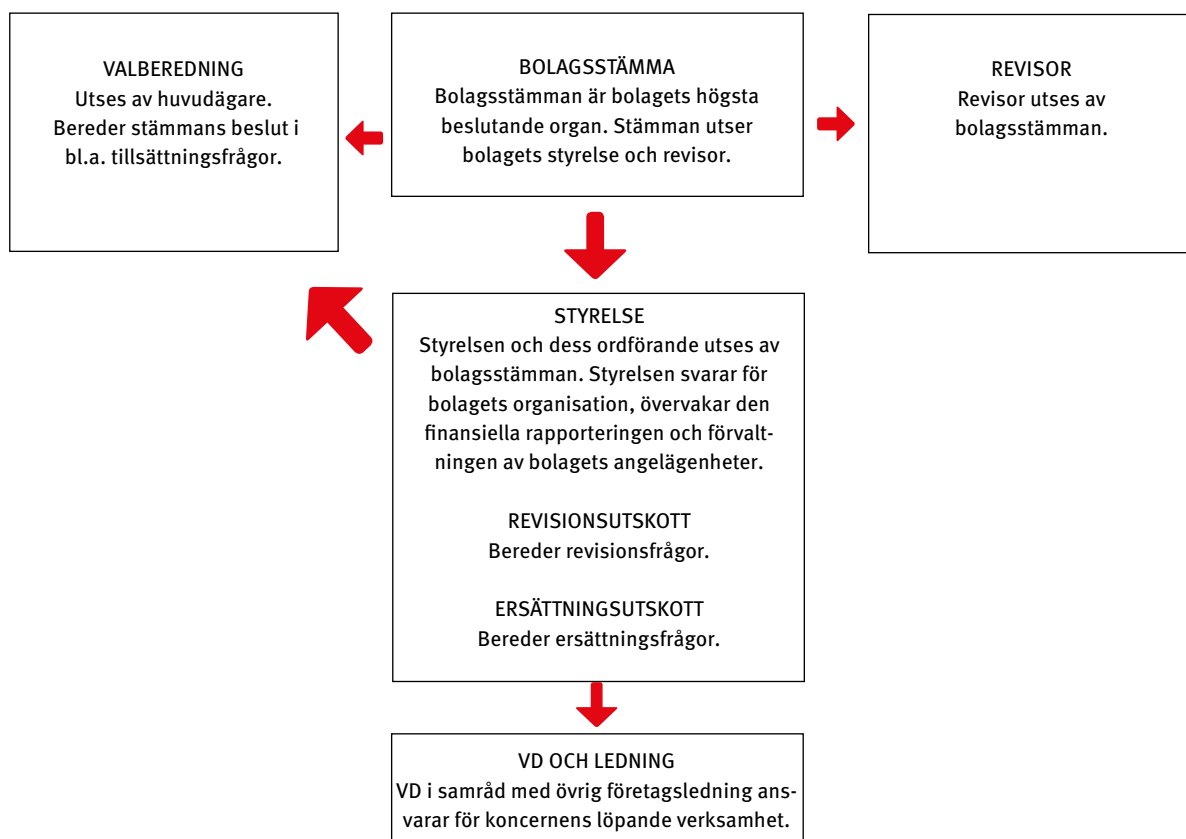 VALBEREDNING
Utses av huvudägare.
Bereder stämmans beslut i
bl.a. tillsättningsfrågor.
BOLAGSSTÄMMA
Bolagsstämman är bolagets högsta
beslutande organ. Stämman utser
bolagets styrelse och revisor.
REVISOR
Revisor utses av
bolagsstämman.
STYRELSE
Styrelsen och dess ordförande utses av
bolagsstämman. Styrelsen svarar för
bolagets organisation, övervakar den
finansiella rapporteringen och förvalt-
ningen av bolagets angelägenheter.
REVISIONSUTSKOTT
Bereder revisionsfrågor.
ERSÄTTNINGSUTSKOTT
Bereder ersättningsfrågor.
VD OCH LEDNING
VD i samråd med övrig företagsledning ans-
varar för koncernens löpande verksamhet.